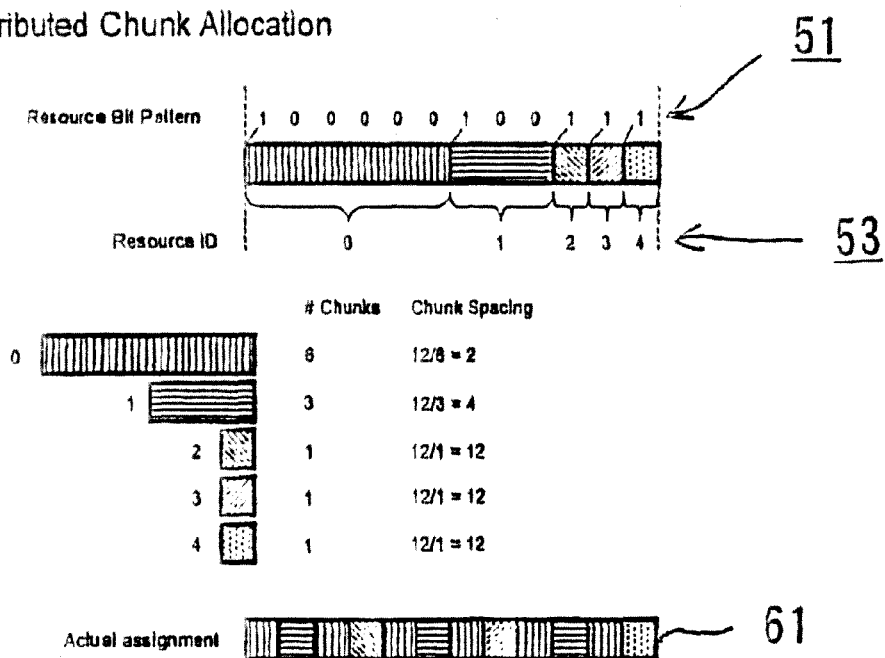 ributed Chunk Allocation
51
Resource Bit Pattern 1 0 0 0 0 0 1 0 0 1 1 1
Resource ID 0 1 2 3 4
53
# Chunks Chunk Spacing
0 6 12/6 = 2
1 3 12/3 = 4
2 1 12/1 = 12
3 1 12/1 = 12
4 1 12/1 = 12
Actual assignment
61